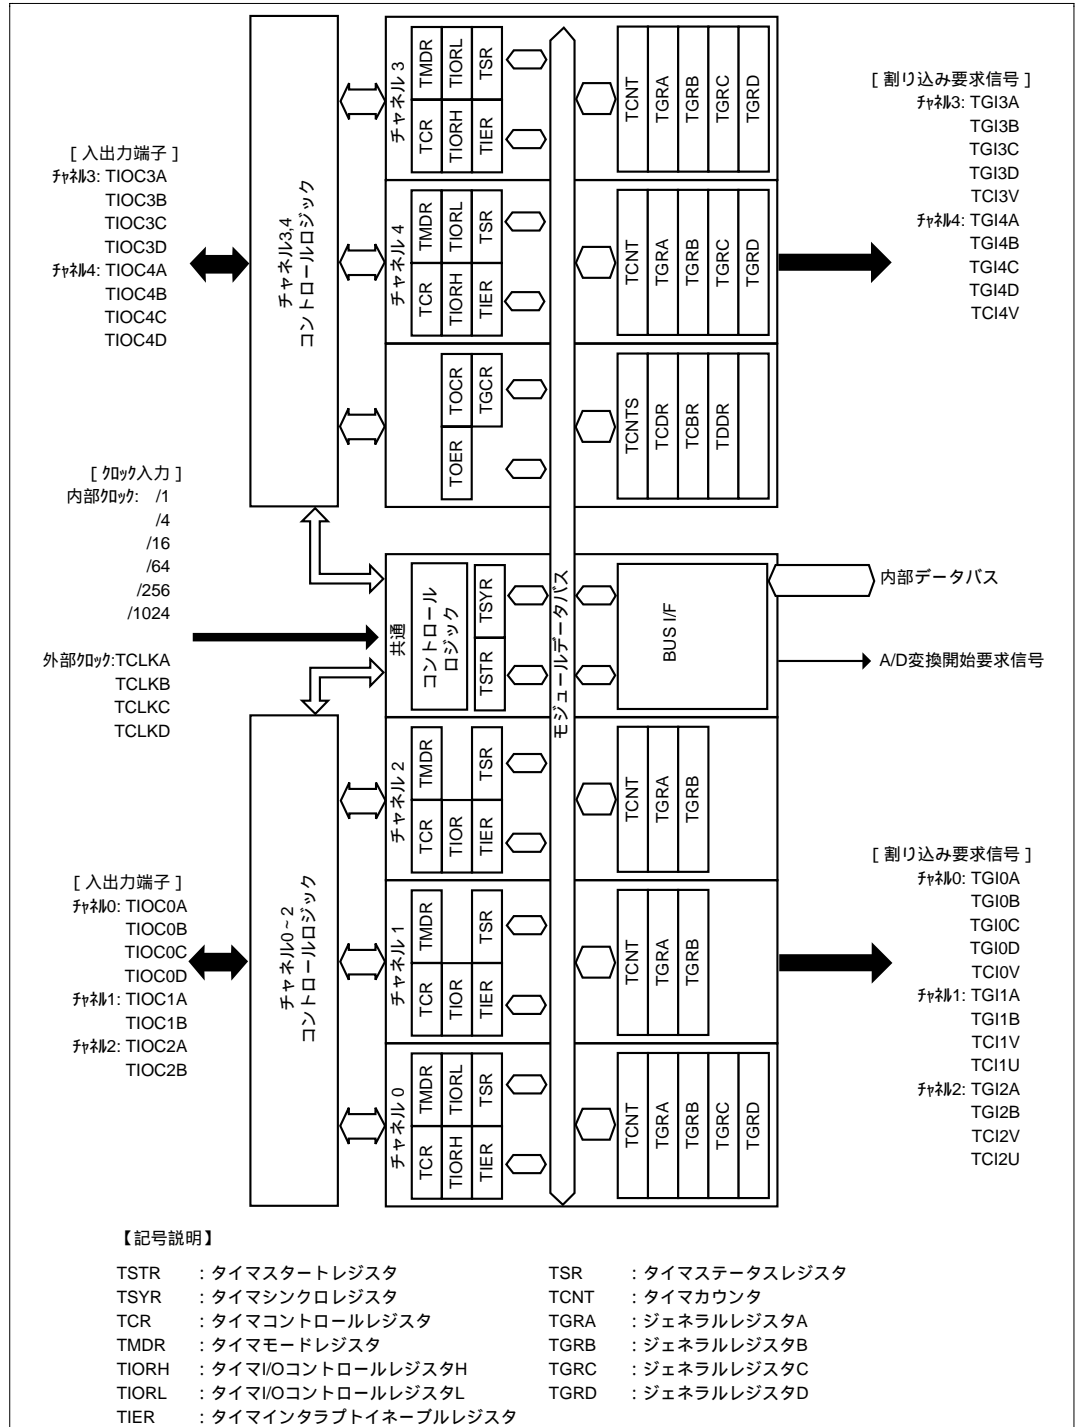 [ 入出力端子 ]
チャネル3: TIOC3A
TIOC3B
TIOC3C
TIOC3D
チャネル4: TIOC4A
TIOC4B
TIOC4C
TIOC4D
[ クロック入力 ]
内部クロック: /1
/4
/16
/64
/256
/1024
外部クロック:TCLKA
TCLKB
TCLKC
TCLKD
[ 入出力端子 ]
チャネル0: TIOC0A
TIOC0B
TIOC0C
TIOC0D
チャネル1: TIOC1A
TIOC1B
チャネル2: TIOC2A
TIOC2B
チャネル3,4
コントロールロジック
チャネル0~2
コントロールロジック
チャネル 3
TCR TMDR
TIORH TIORL
TIER TSR
TCNT
TGRA
TGRB
TGRC
TGRD
チャネル 4
TCR TMDR
TIORH TIORL
TIER TSR
TCNT
TGRA
TGRB
TGRC
TGRD
TOER TOCR
TGCR
TCNTS
TCDR
TCBR
TDDR
共通
コントロール
ロジック
TSTR TSYR
モジュールデータバス
BUS I/F
チャネル 2
TCR TMDR
TIOR
TIER TSR
TCNT
TGRA
TGRB
チャネル 1
TCR TMDR
TIOR
TIER TSR
TCNT
TGRA
TGRB
チャネル 0
TCR TMDR
TIORH TIORL
TIER TSR
TCNT
TGRA
TGRB
TGRC
TGRD
[ 割り込み要求信号 ]
チャネル3: TGI3A
TGI3B
TGI3C
TGI3D
TCI3V
チャネル4: TGI4A
TGI4B
TGI4C
TGI4D
TCI4V
内部データバス
A/D変換開始要求信号
[ 割り込み要求信号 ]
チャネル0: TGI0A
TGI0B
TGI0C
TGI0D
TCI0V
チャネル1: TGI1A
TGI1B
TCI1V
TCI1U
チャネル2: TGI2A
TGI2B
TCI2V
TCI2U
【記号説明】
TSTR :タイマスタートレジスタ
TSYR :タイマシンクロレジスタ
TCR :タイマコントロールレジスタ
TMDR :タイマモードレジスタ
TIORH :タイマI/OコントロールレジスタH
TIORL :タイマI/OコントロールレジスタL
TIER :タイマインタラプトイネーブルレジスタ
TSR :タイマステータスレジスタ
TCNT :タイマカウンタ
TGRA :ジェネラルレジスタA
TGRB :ジェネラルレジスタB
TGRC :ジェネラルレジスタC
TGRD :ジェネラルレジスタD